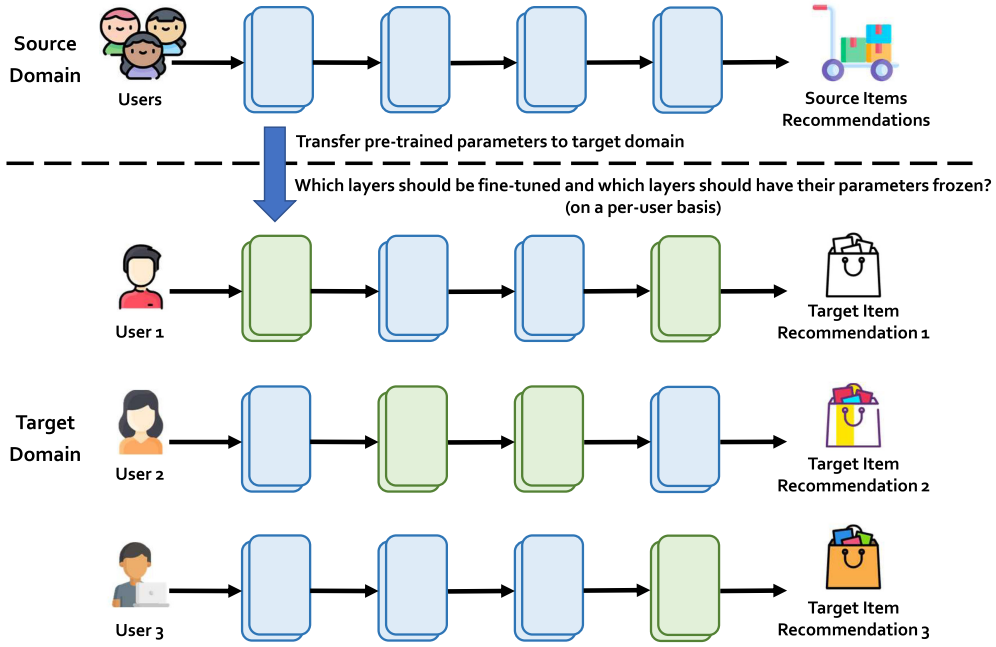 Source
Domain
Users
Source Items
Recommendations
Transfer pre-trained parameters to target domain
Which layers should be fine-tuned and which layers should have their parameters frozen?
(on a per-user basis)
User 1
Target Item
Recommendation 1
Target
Domain
User 2
Target Item
Recommendation 2
User 3
Target Item
Recommendation 3